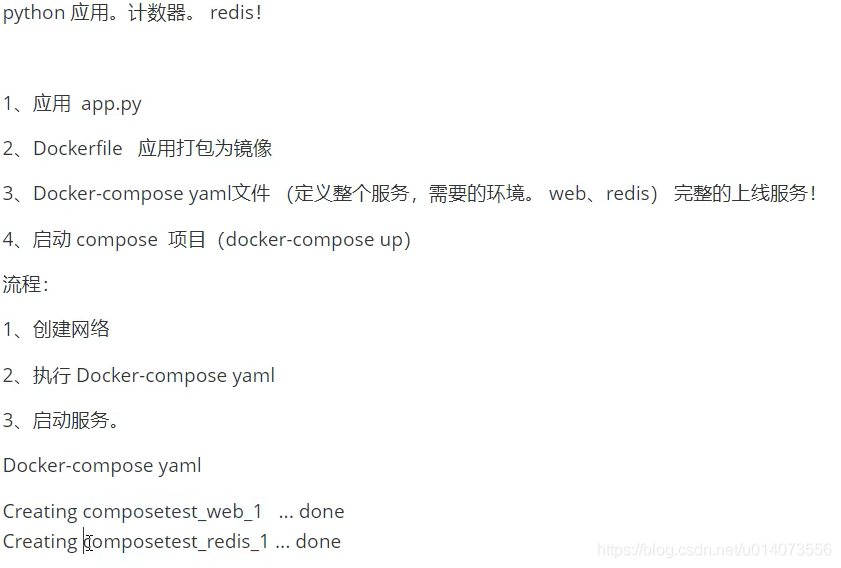 python 应用。计数器。 redis！
1、应用 app.py
2、Dockerfile 应用打包为镜像
3、Docker-compose yaml文件 （定义整个服务，需要的环境。 web、redis） 完整的上线服务！
4、启动 compose 项目（docker-compose up）
流程：
1、创建网络
2、执行 Docker-compose yaml
3、启动服务。
Docker-compose yaml
Creating composetest_web_1 ... done
Creating composetest_redis_1 ... done
https://blog.csdn.net/u014073556